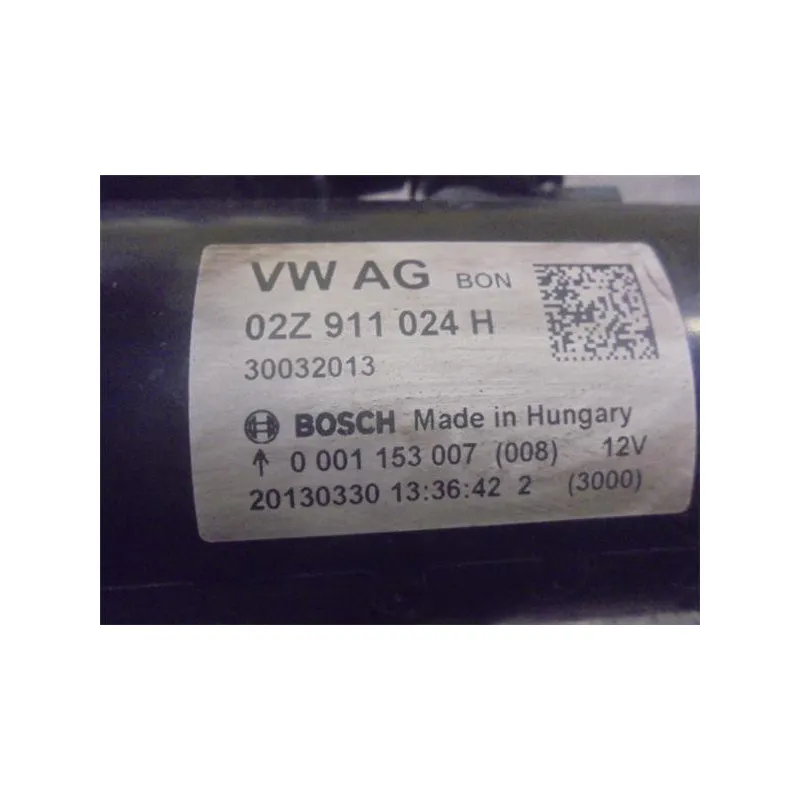 VW AG BON
02Z 911 024 H
30032013
BOSCH Made in Hungary
↑ 0 001 153 007 (008) 12V
20130330 13:36:42 2 (3000)